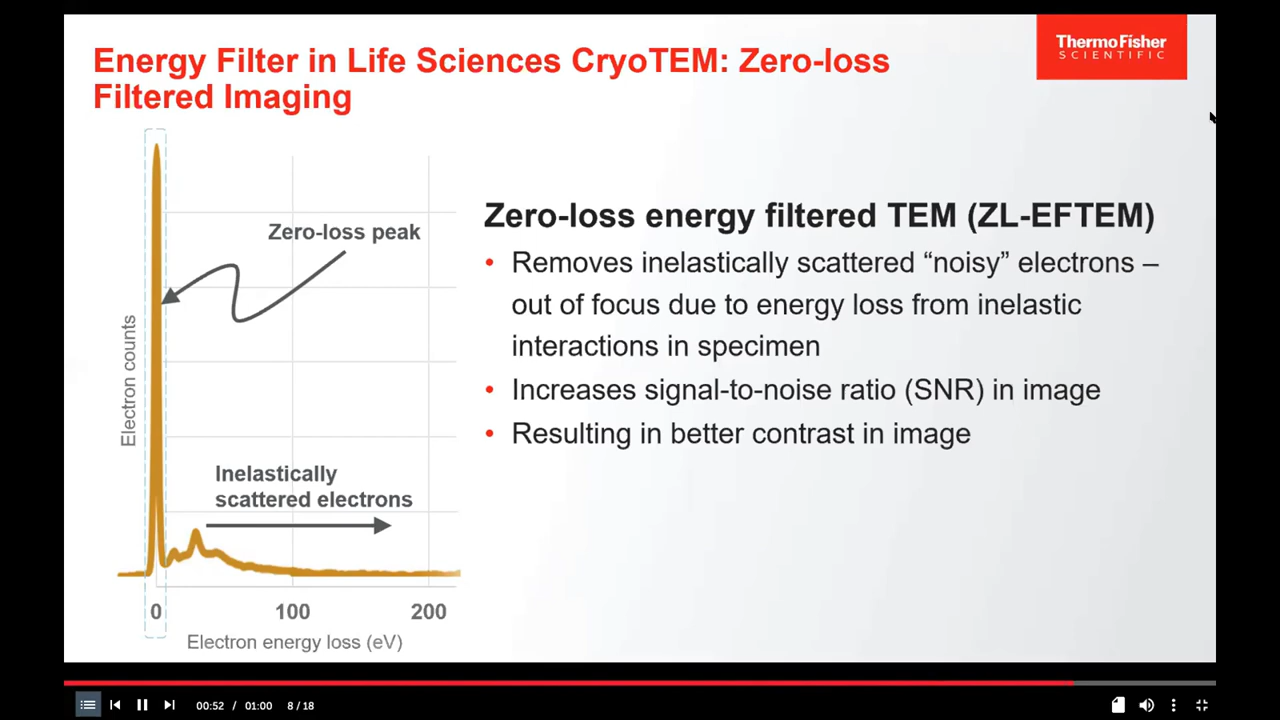 Energy Filter in Life Sciences CryoTEM: Zero-loss
Filtered Imaging
ThermoFisher
SCIENTIFIC
Zero-loss peak
Electron counts
Inelastically
scattered electrons
0 100 200
Electron energy loss (eV)
Zero-loss energy filtered TEM (ZL-EFTEM)
• Removes inelastically scattered “noisy” electrons –
out of focus due to energy loss from inelastic
interactions in specimen
• Increases signal-to-noise ratio (SNR) in image
• Resulting in better contrast in image
00:52 / 01:00 8 / 18